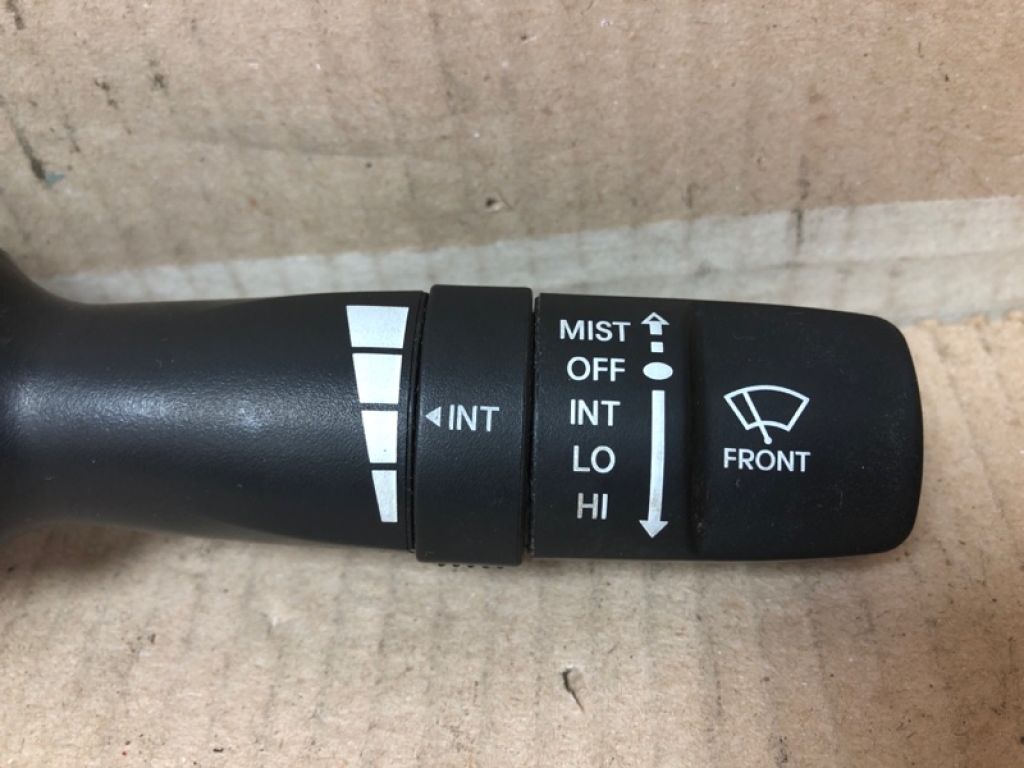 INT
MIST
OFF
INT
LO
HI
FRONT